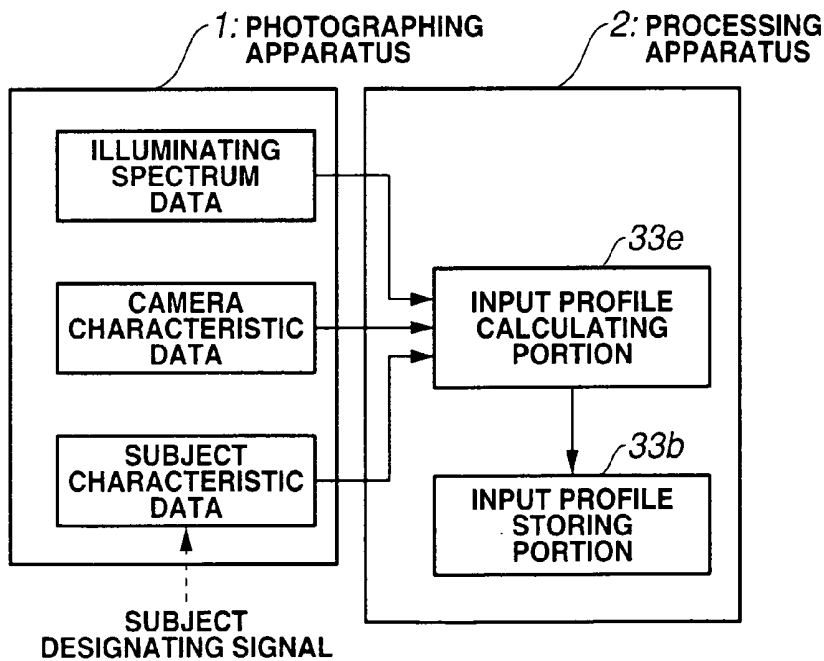 1: PHOTOGRAPHING
APPARATUS
2: PROCESSING
APPARATUS
ILLUMINATING
SPECTRUM
DATA
CAMERA
CHARACTERISTIC
DATA
SUBJECT
CHARACTERISTIC
DATA
SUBJECT
DESIGNATING SIGNAL
33e
INPUT PROFILE
CALCULATING
PORTION
33b
INPUT PROFILE
STORING
PORTION